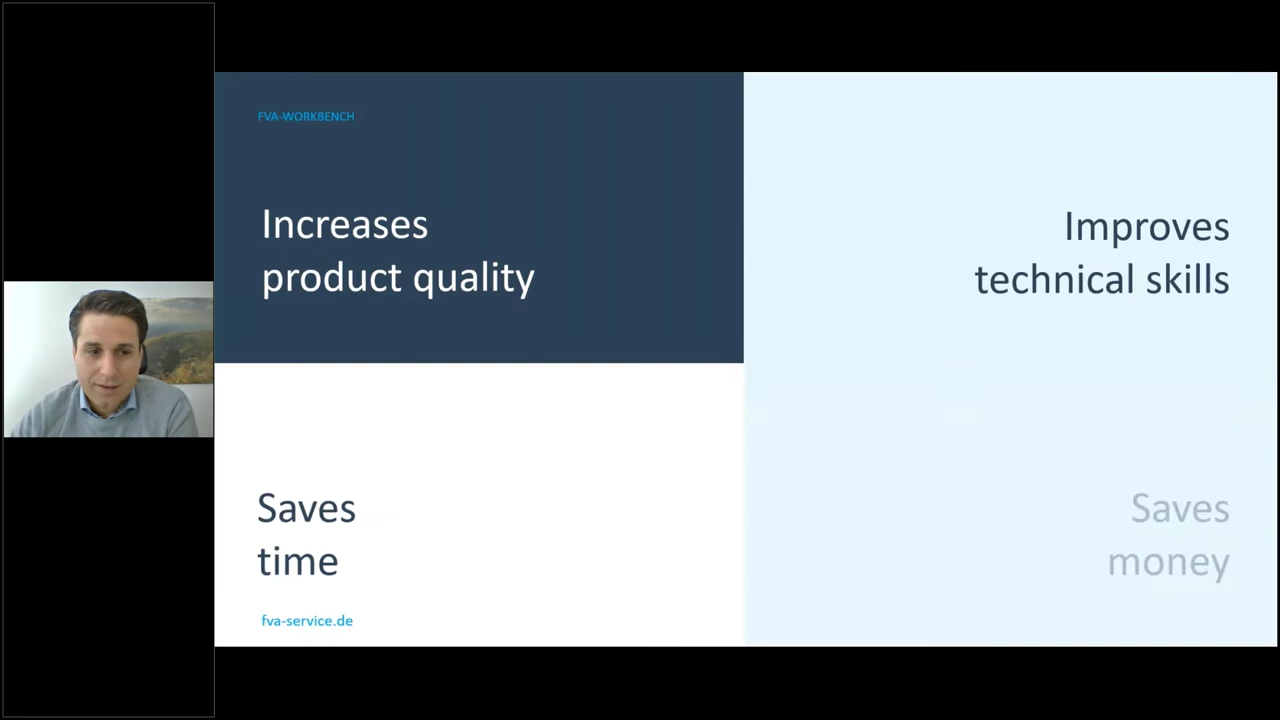 FVA-WORKBENCH
Increases
product quality
Improves
technical skills
Saves
time
Saves
money
fva-service.de